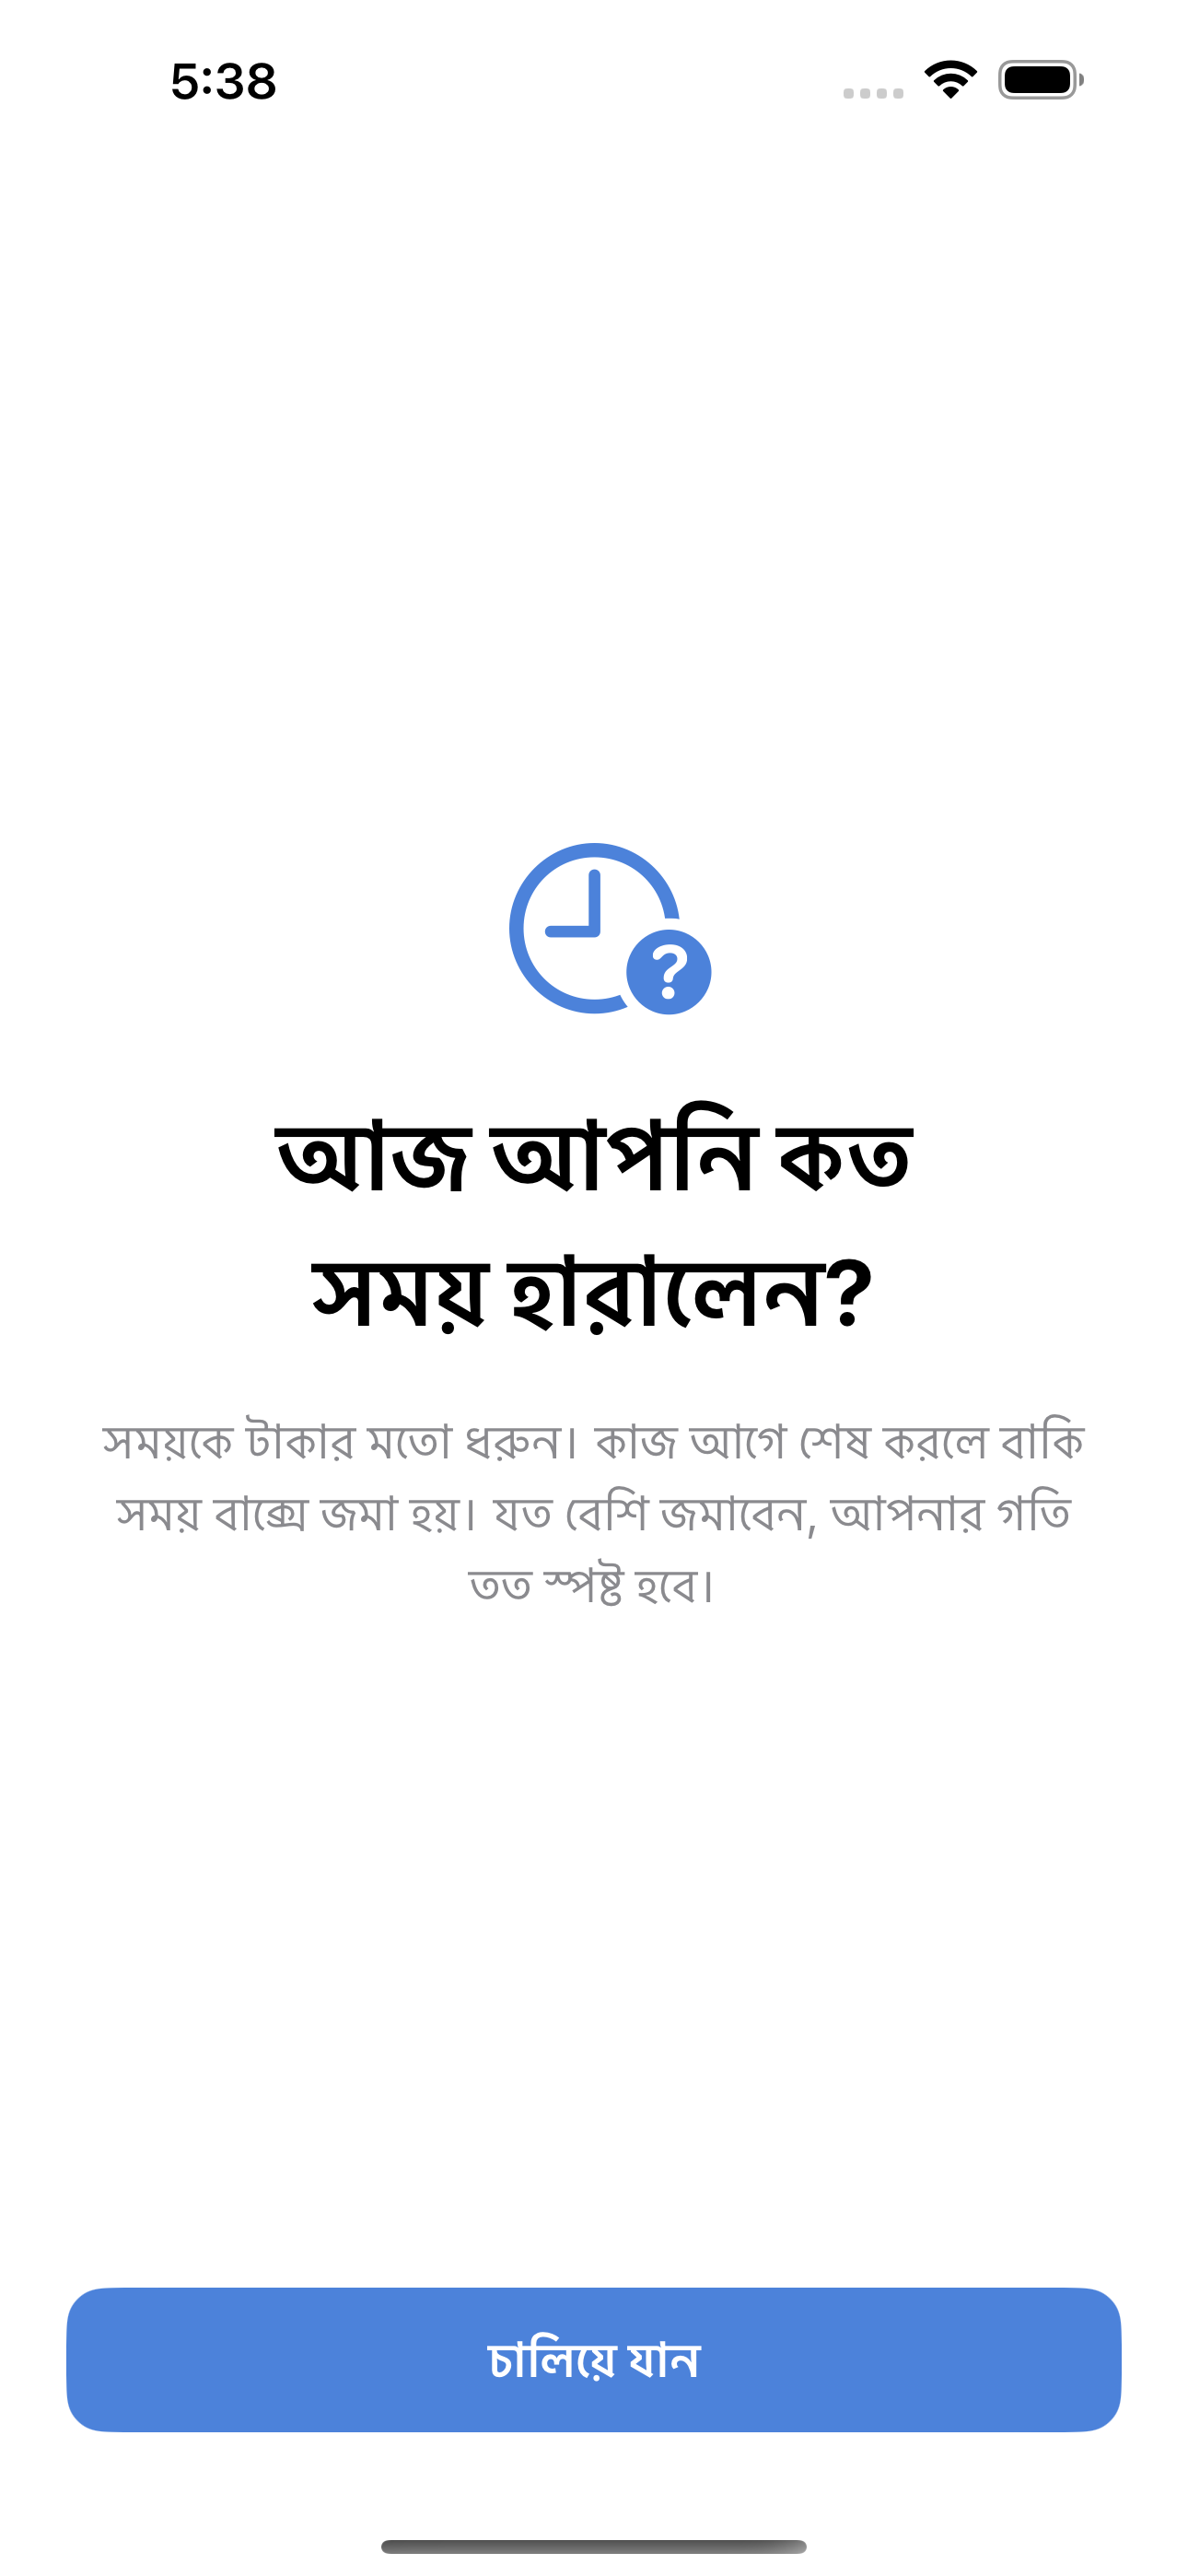 5:38
?
আজ আপনি কত
সময় হারালেন?
সময়কে টাকার মতো ধরুন। কাজ আগে শেষ করলে বাকি
সময় বাক্সে জমা হয়। যত বেশি জমাবেন, আপনার গতি
তত স্পষ্ট হবে।
চালিয়ে যান